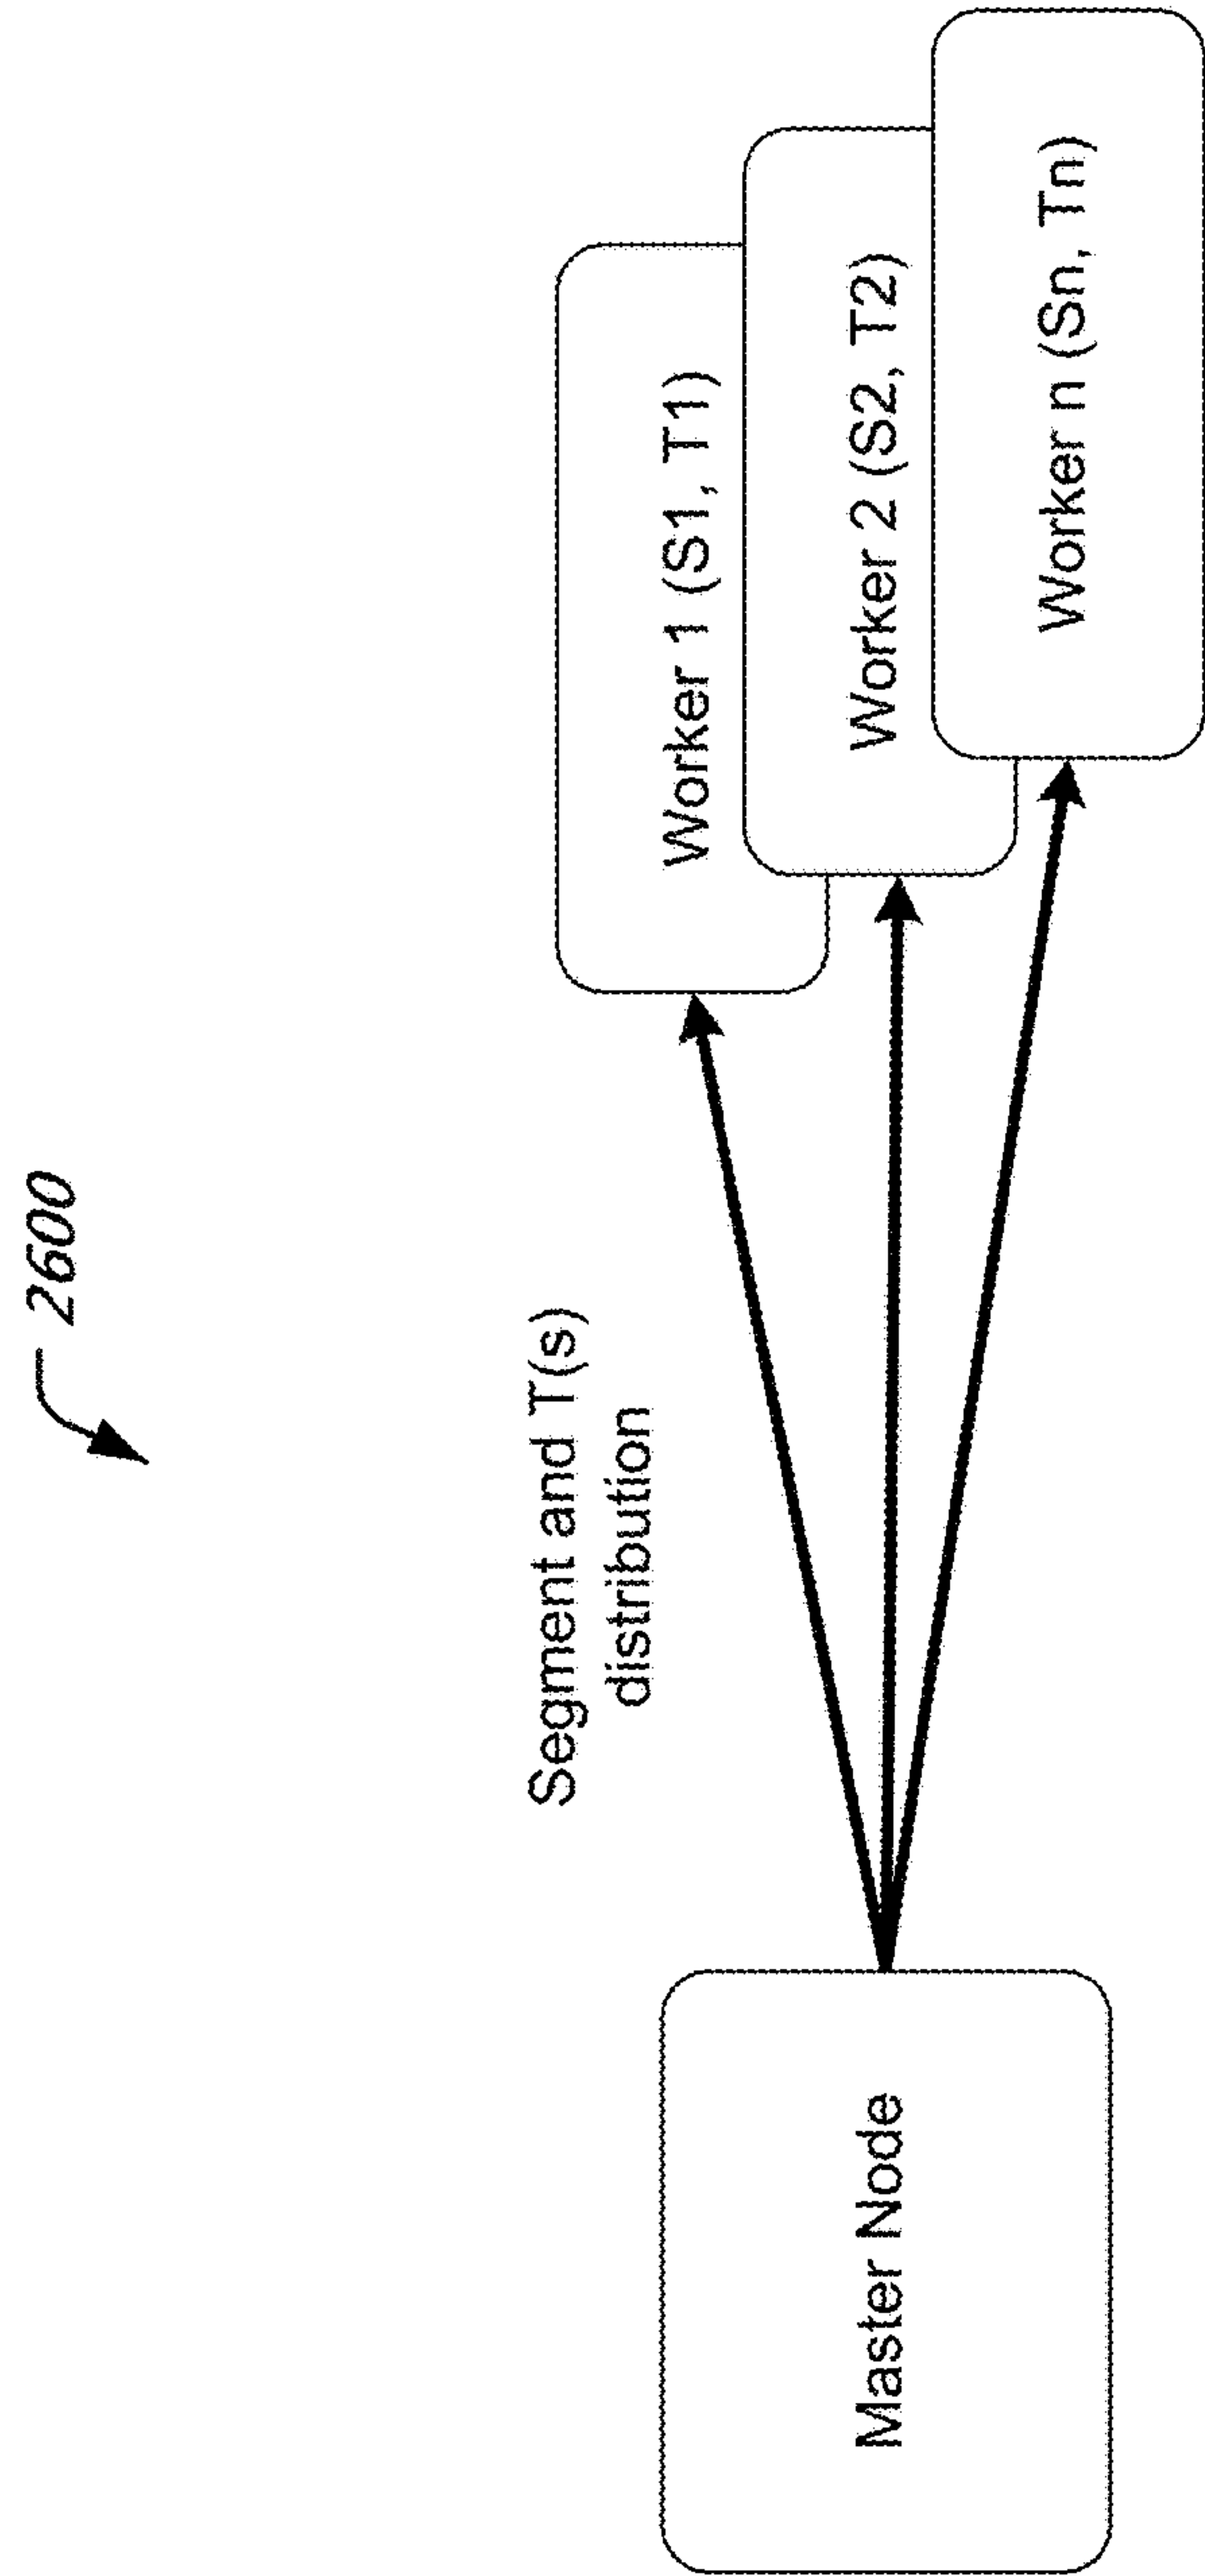 2600
Segment and T(s)
distribution
Master Node
Worker 1 (S1, T1)
Worker 2 (S2, T2)
Worker n (Sn, Tn)